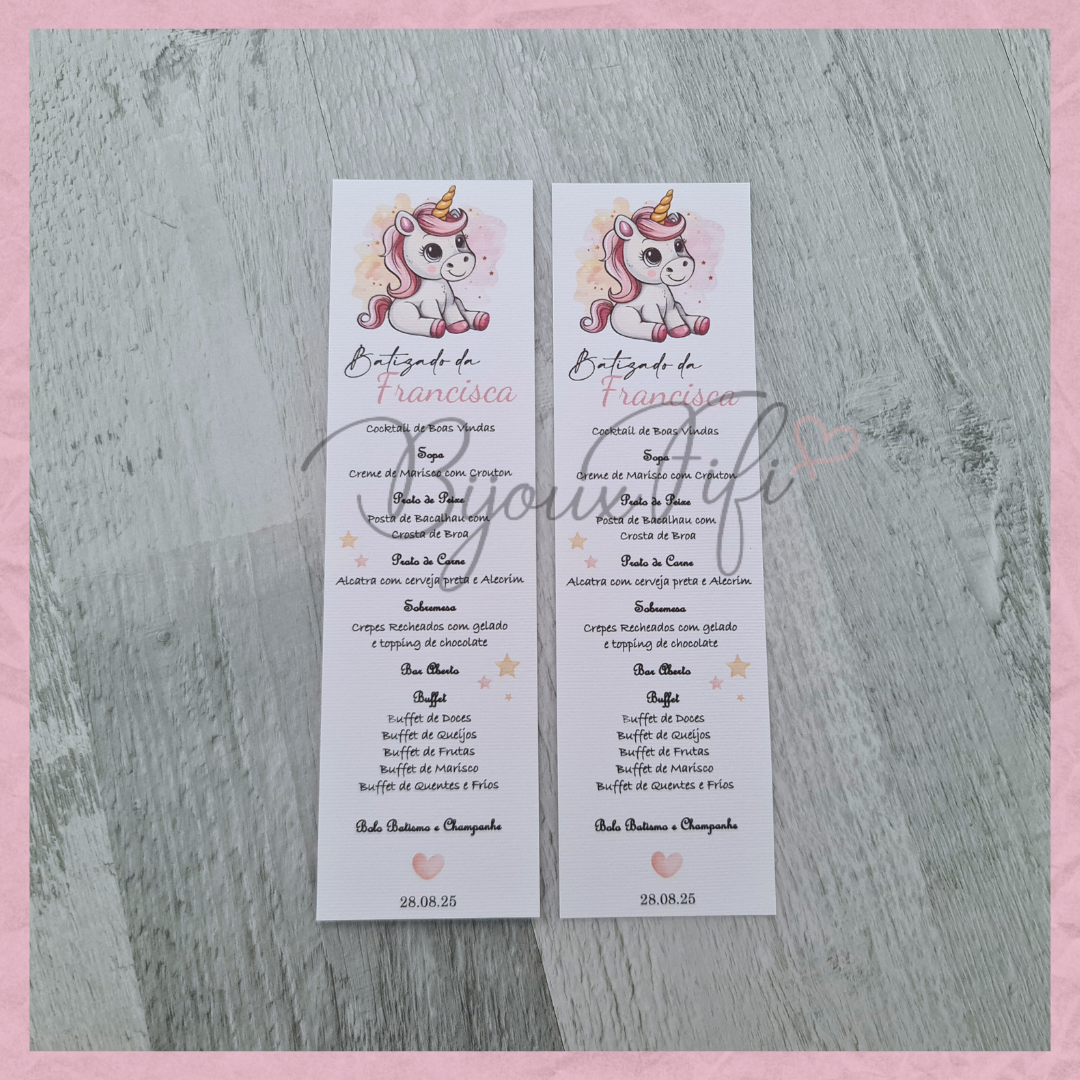 Batizado da
Francisca
Cocktail de Boas Vindas
Sopa
Creme de Marisco com Crouton
Prato de Peixe
Posta de Bacalhau com
Crosta de Broa
Prato de Carne
Alcatra com cerveja preta e Alecrim
Sobremesa
Crepes Recheados com gelado
e topping de chocolate
Bar Aberto
Buffet
Buffet de Doces
Buffet de Queijos
Buffet de Frutas
Buffet de Marisco
Buffet de Quentes e Frios
Bolo Batismo e Champanhe
28.08.25
Batizado da
Francisca
Cocktail de Boas Vindas
Sopa
Creme de Marisco com Crouton
Prato de Peixe
Posta de Bacalhau com
Crosta de Broa
Prato de Carne
Alcatra com cerveja preta e Alecrim
Sobremesa
Crepes Recheados com gelado
e topping de chocolate
Bar Aberto
Buffet
Buffet de Doces
Buffet de Queijos
Buffet de Frutas
Buffet de Marisco
Buffet de Quentes e Frios
Bolo Batismo e Champanhe
28.08.25
Bijoux Fifi